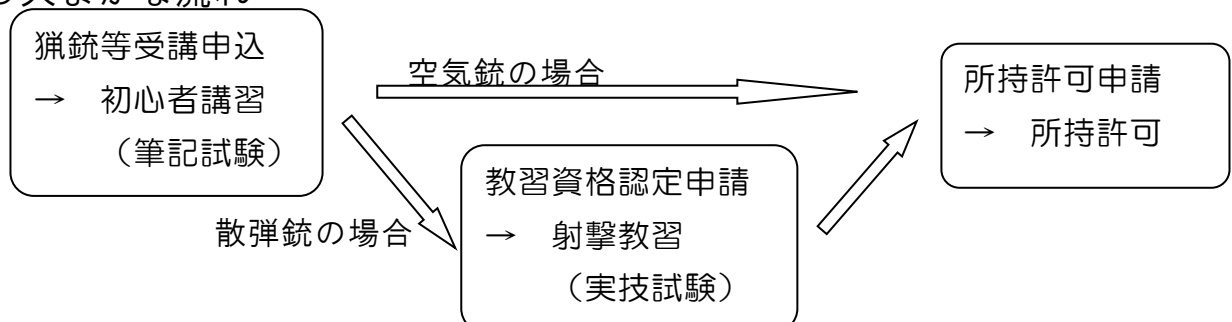 猟銃等受講申込
→ 初心者講習
（筆記試験）
空気銃の場合
散弾銃の場合
教習資格認定申請
→ 射撃教習
（実技試験）
所持許可申請
→ 所持許可